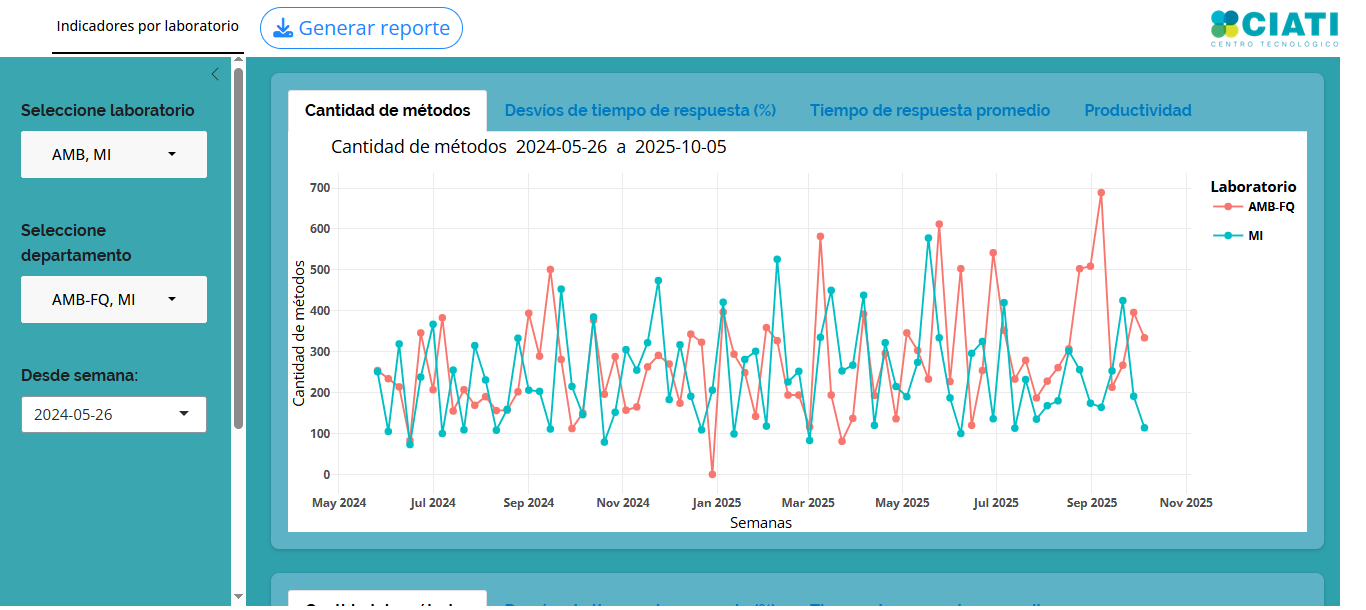 Indicadores por laboratorio
Generar reporte
CIATI
CENTRO TECNOLÓGICO
Seleccione laboratorio
AMB, MI
Seleccione
departamento
AMB-FQ, MI
Desde semana:
2024-05-26
Cantidad de métodos
Desvíos de tiempo de respuesta (%)
Tiempo de respuesta promedio
Productividad
Cantidad de métodos 2024-05-26 a 2025-10-05
Cantidad de métodos
700
600
500
400
300
200
100
0
May 2024
Jul 2024
Sep 2024
Nov 2024
Jan 2025
Mar 2025
May 2025
Jul 2025
Sep 2025
Nov 2025
Semanas
Laboratorio
AMB-FQ
MI